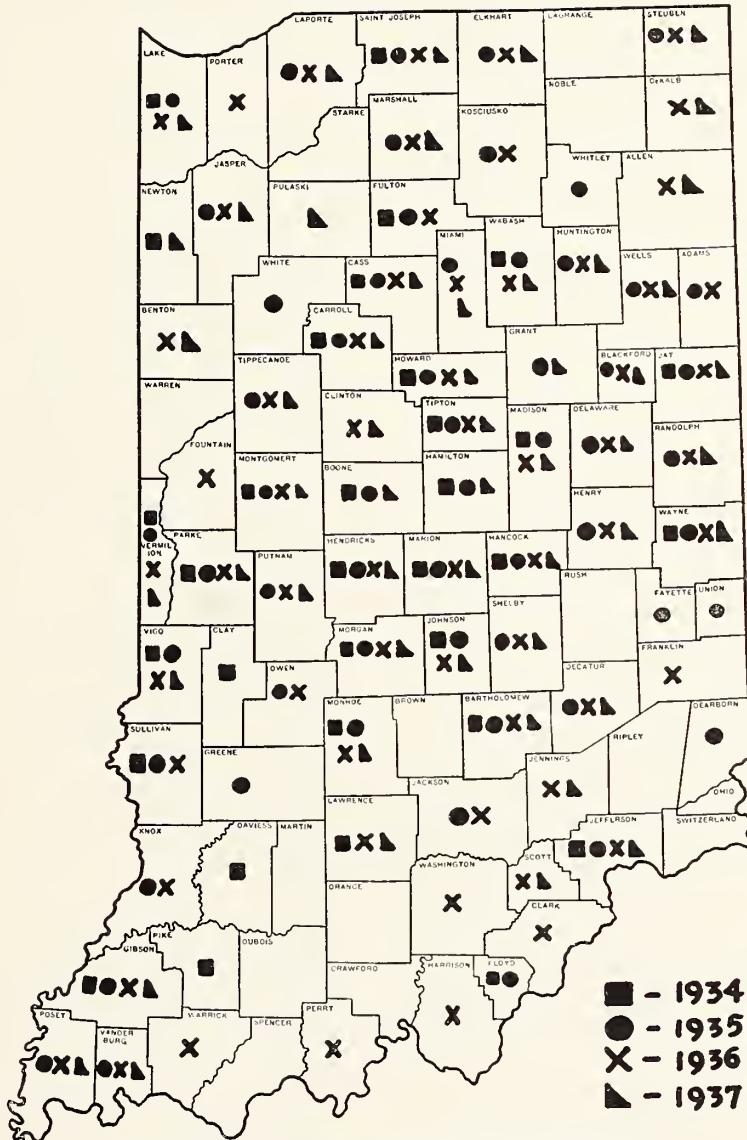 LAPORTE
SAINT JOSEPH
ELKHART
LAGRANGE
STEUBEN
LAKE
PORTER
NOBLE
DeKALB
STARKE
MARSHALL
KOSCIUSKO
WHITLEY
ALLEN
JASPER
NEWTON
PULASKI
FULTON
WABASH
HUNTINGTON
MIAMI
WHITE
CASS
WELLS
ADAMS
BENTON
CARROLL
GRANT
HOWARD
BLACKFORD
JAY
WARREN
TIPPECANOE
CLINTON
TIPTON
MADISON
DELAWARE
RANDOLPH
FOUNTAIN
MONTGOMERY
BOONE
HAMILTON
HENRY
WAYNE
VERMIL
ION
PARKE
PUTNAM
HENDRICKS
MARION
HANCOCK
RUSH
FAYETTE
UNION
SHELBY
VIGO
CLAY
MORGAN
JOHNSON
FRANKLIN
OWEN
DECATUR
MONROE
BROWN
BARTHOLOMEW
DEARBORN
SULLIVAN
GREENE
JENNINGS
RIPLEY
JACKSON
OHIO
LAWRENCE
JEFFERSON
SWITZERLAND
KNOX
DAVIESS
MARTIN
SCOTT
WASHINGTON
ORANGE
CLARK
PIKE
DUBOIS
GIBSON
CRAWFORD
HARRISON
FLOYD
POSEY
VANDER
BURG
WARRICK
SPENCER
PERRY
- 1934
- 1935
- 1936
- 1937